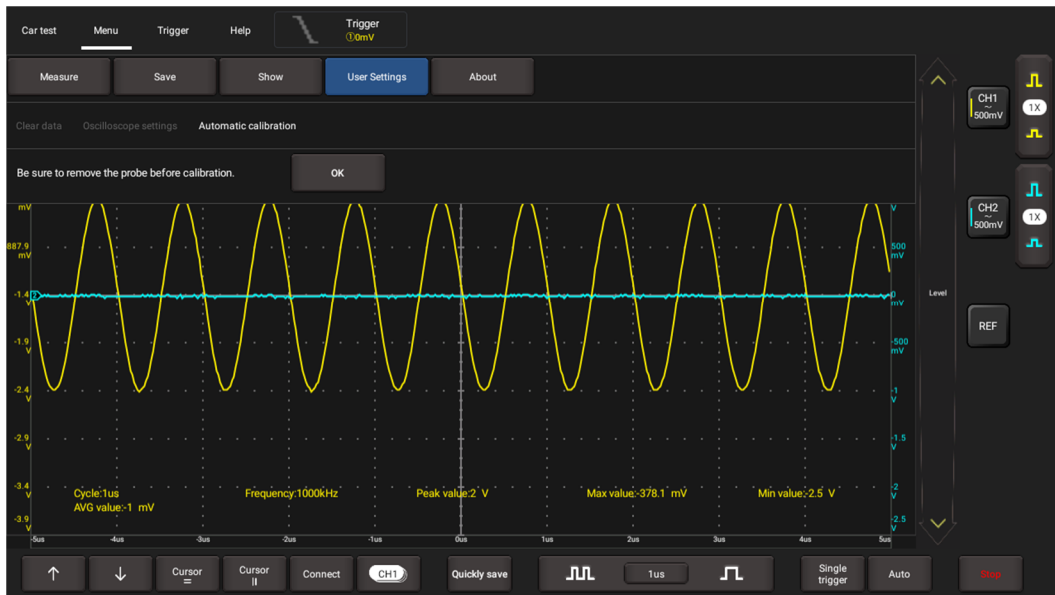 Car test Menu Trigger Help Trigger
①0mV
Measure Save Show User Settings About
Clear data Oscilloscope settings Automatic calibration
Be sure to remove the probe before calibration. OK
CH1
~
500mV
1X
CH2
~
500mV
1X
REF
Level
mV
887.9
mV
-1.4
V
-1.9
V
-2.4
V
-2.9
V
-3.4
V
-3.9
V
2
V
500
mV
0
mV
-500
mV
-1
V
-1.5
V
-2
V
-2.5
V
Cycle:1us Frequency:1000kHz Peak value:2 V Max value:-378.1 mV Min value:-2.5 V
AVG value:-1 mV
-5us -4us -3us -2us -1us 0us 1us 2us 3us 4us 5us
↑ ↓ Cursor = Cursor II Connect CH1 Quickly save 1us Single trigger Auto Stop